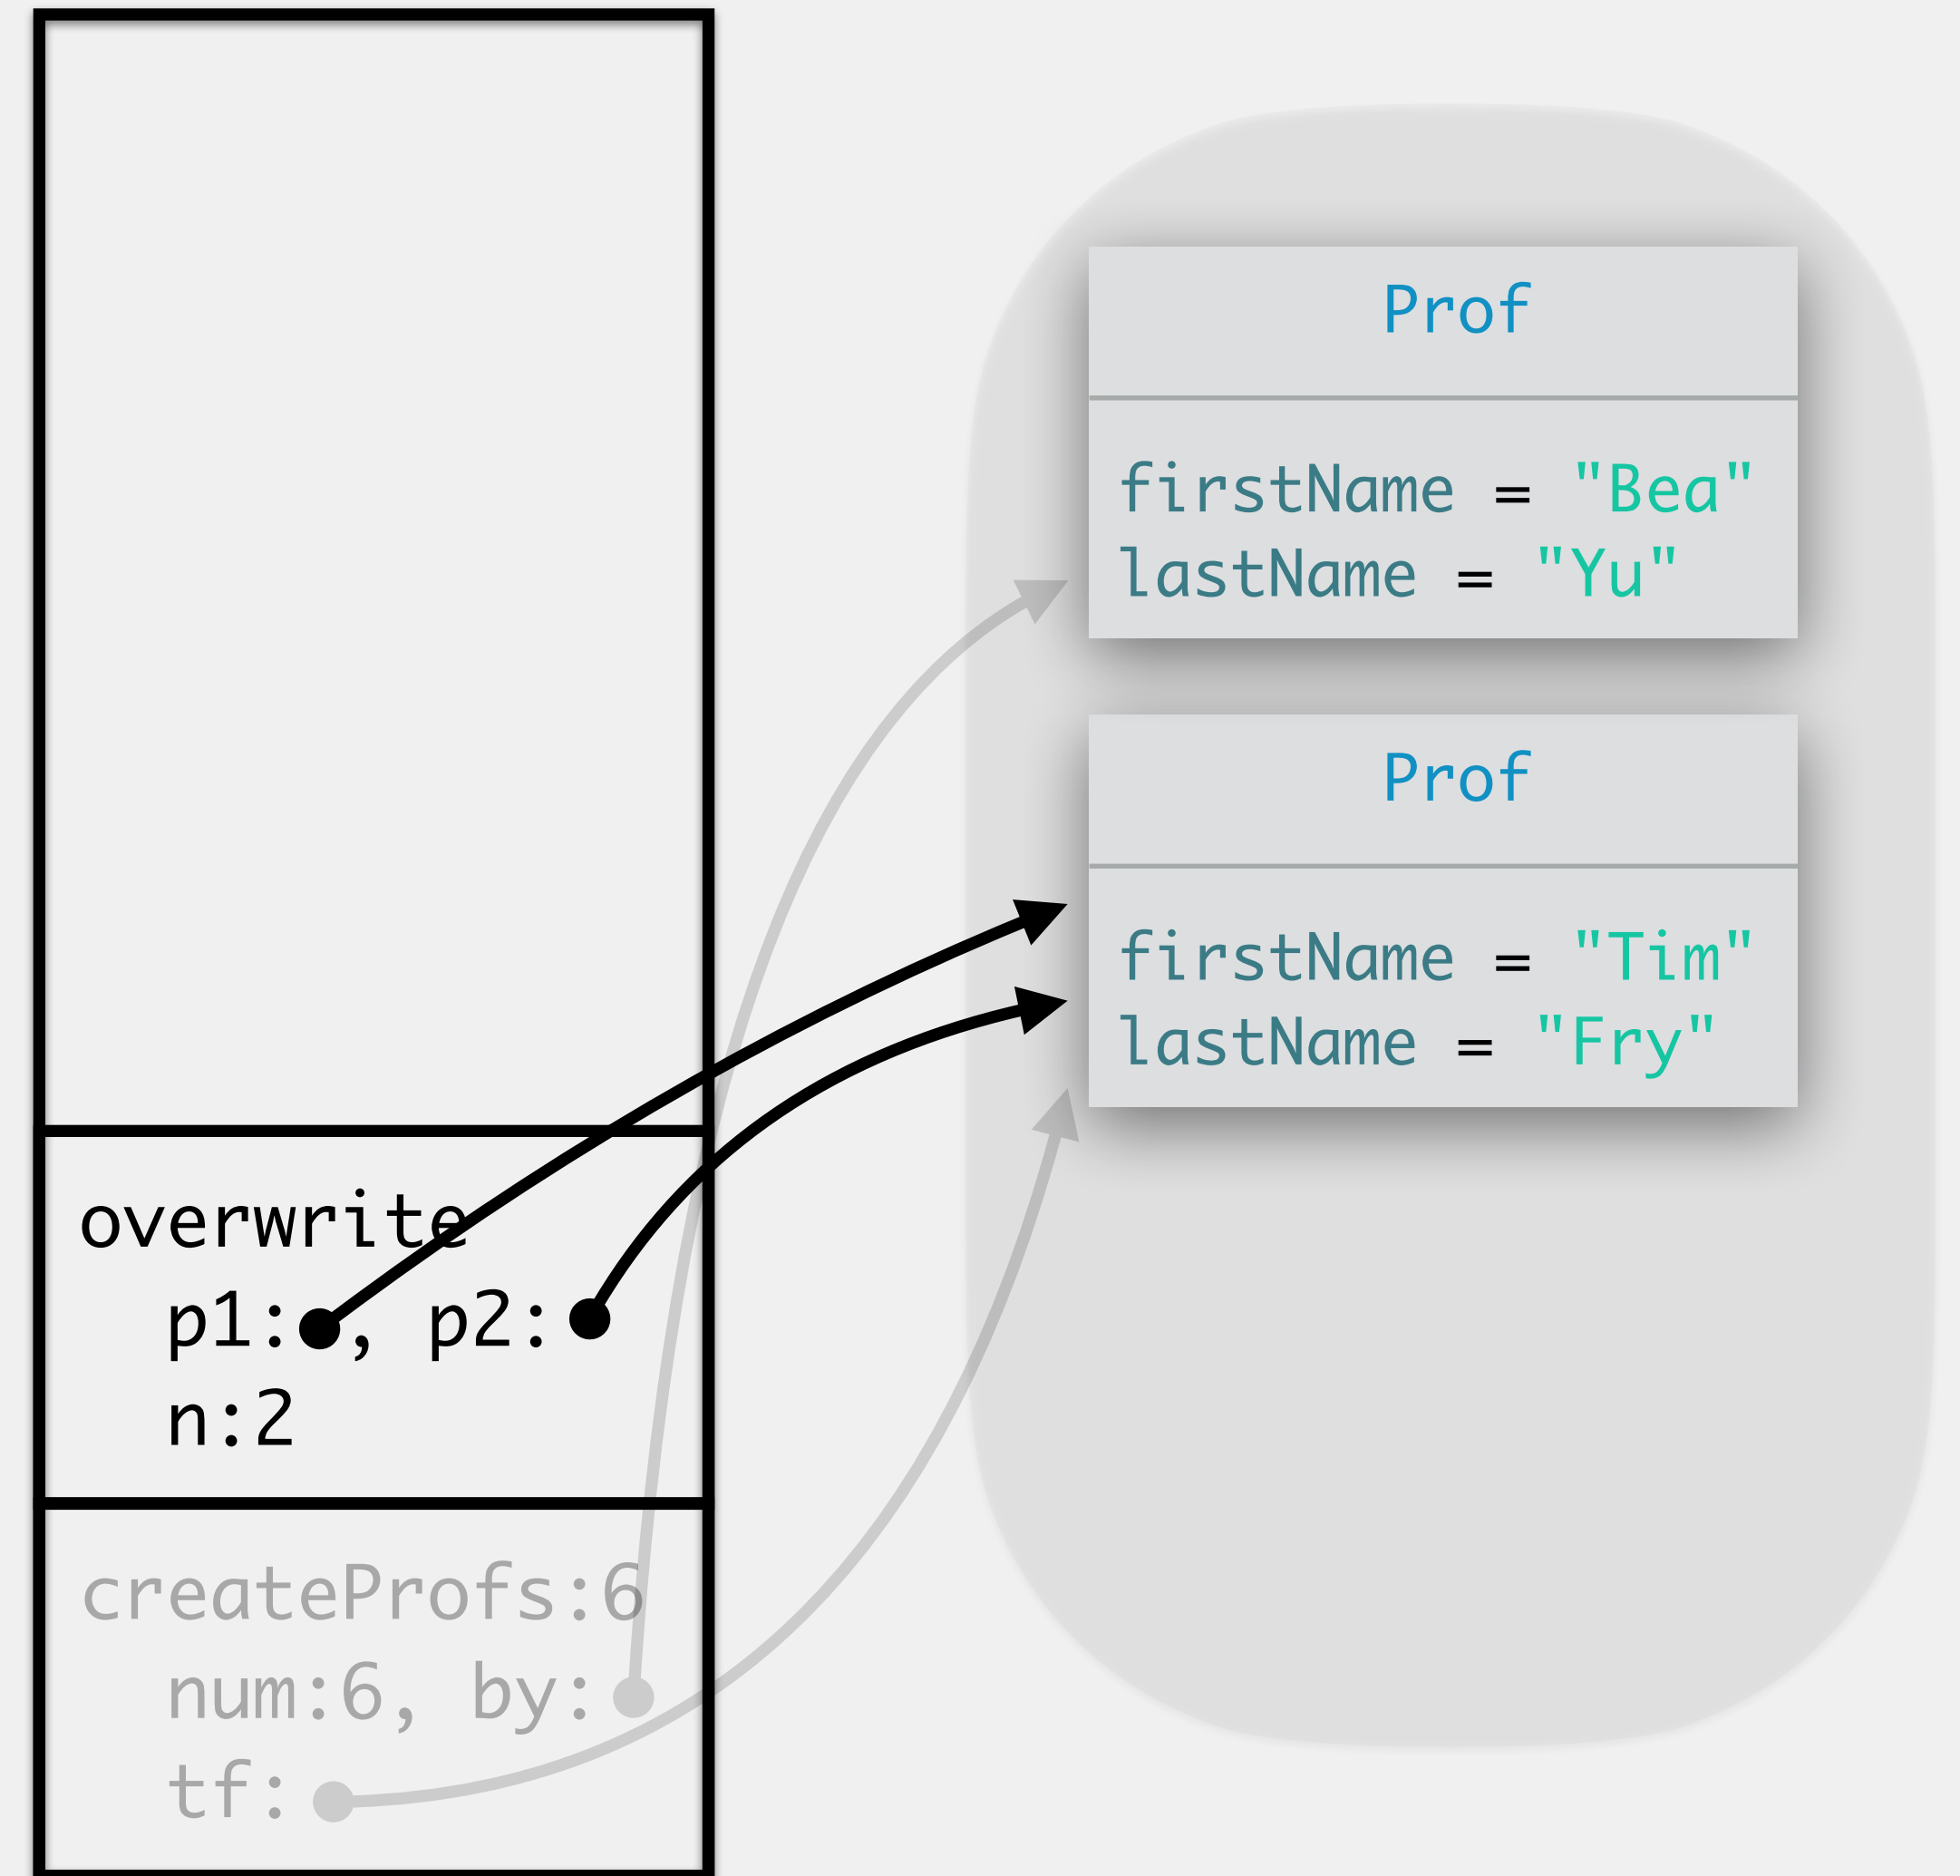 Prof
firstName = "Bea"
lastName = "Yu"
Prof
firstName = "Tim"
lastName = "Fry"
overwrite
p1: , p2:
n:2
createProfs:6
num:6, by:
tf: